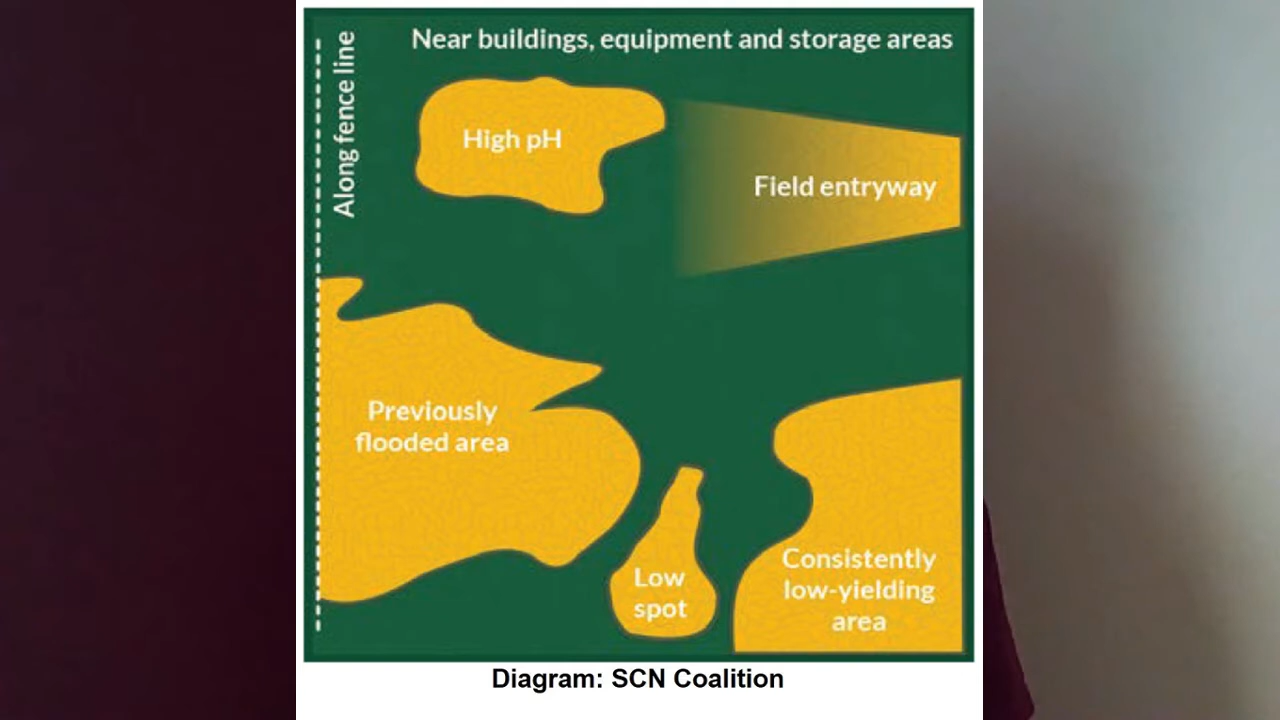 Near buildings, equipment and storage areas
Along fence line
High pH
Field entryway
Previously
flooded area
Low
spot
Consistently
low-yielding
area
Diagram: SCN Coalition